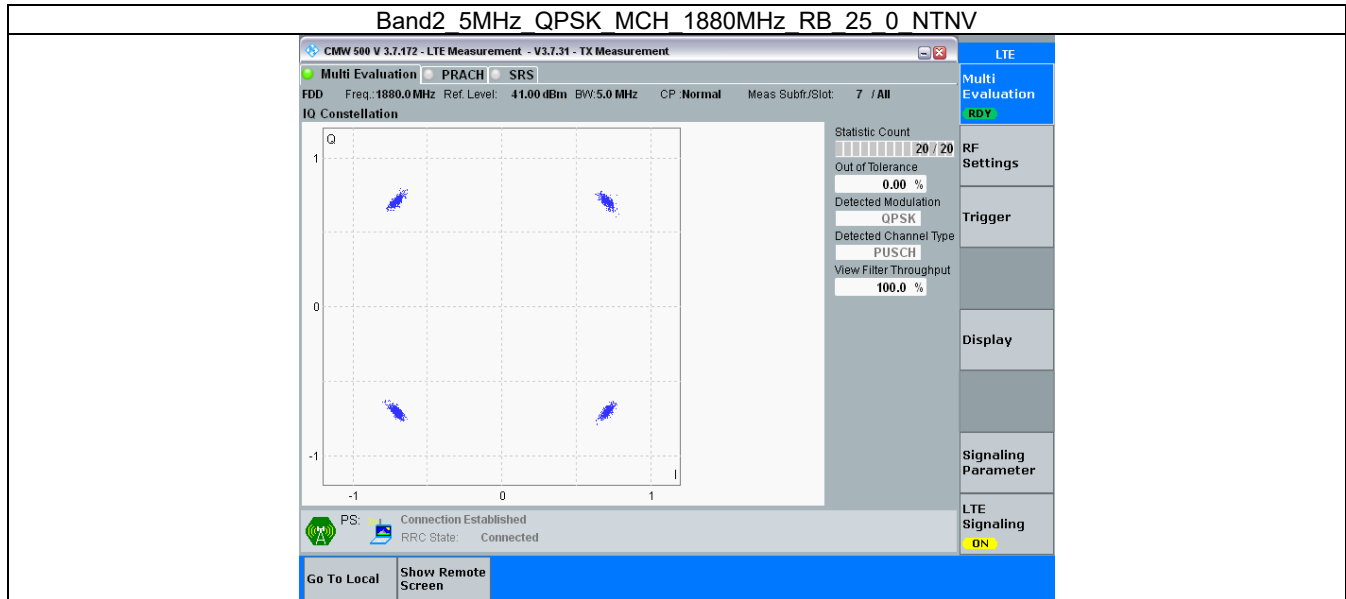 Band2_5MHz_QPSK_MCH_1880MHz_RB_25_0_NTNV
CMW 500 V 3.7.172 - LTE Measurement - V3.7.31 - TX Measurement
LTE
Multi Evaluation PRACH SRS
Multi
Evaluation
RDY
FDD Freq.:1880.0 MHz Ref. Level: 41.00 dBm BW:5.0 MHz CP :Normal Meas Subfr./Slot: 7 / All
IQ Constellation
Q
1
0
-1
I
-1 0 1
Statistic Count
20 / 20
Out of Tolerance
0.00 %
Detected Modulation
QPSK
Detected Channel Type
PUSCH
View Filter Throughput
100.0 %
RF
Settings
Trigger
Display
Signaling
Parameter
LTE
Signaling
ON
PS: Connection Established
RRC State: Connected
Go To Local
Show Remote
Screen